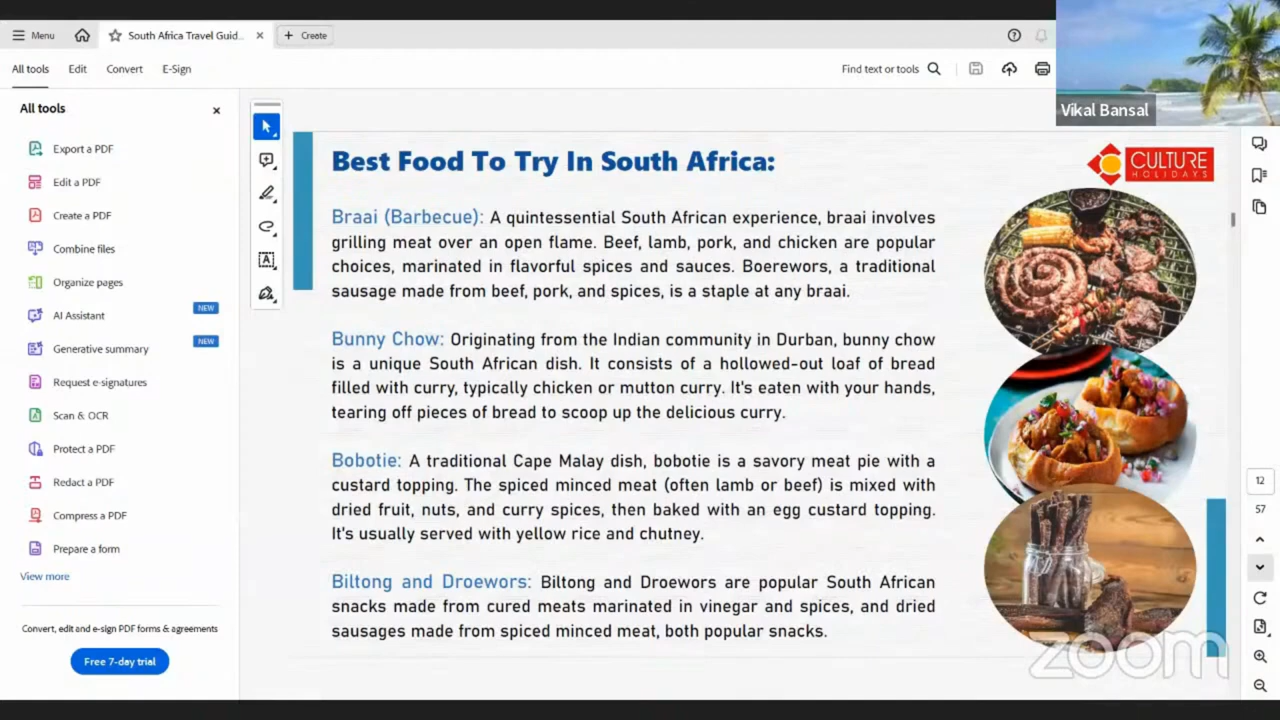 Menu
South Africa Travel Guid...
Create
All tools
Edit
Convert
E-Sign
Find text or tools
Vikal Bansal
All tools
Export a PDF
Edit a PDF
Create a PDF
Combine files
Organize pages
AI Assistant
NEW
Generative summary
NEW
Request e-signatures
Scan & OCR
Protect a PDF
Redact a PDF
Compress a PDF
Prepare a form
View more
Convert, edit and e-sign PDF forms & agreements
Free 7-day trial
Best Food To Try In South Africa:
CULTURE
HOLIDAYS
Braai (Barbecue): A quintessential South African experience, braai involves
grilling meat over an open flame. Beef, lamb, pork, and chicken are popular
choices, marinated in flavorful spices and sauces. Boerewors, a traditional
sausage made from beef, pork, and spices, is a staple at any braai.
Bunny Chow: Originating from the Indian community in Durban, bunny chow
is a unique South African dish. It consists of a hollowed-out loaf of bread
filled with curry, typically chicken or mutton curry. It's eaten with your hands,
tearing off pieces of bread to scoop up the delicious curry.
Bobotie: A traditional Cape Malay dish, bobotie is a savory meat pie with a
custard topping. The spiced minced meat (often lamb or beef) is mixed with
dried fruit, nuts, and curry spices, then baked with an egg custard topping.
It's usually served with yellow rice and chutney.
Biltong and Droewors: Biltong and Droewors are popular South African
snacks made from cured meats marinated in vinegar and spices, and dried
sausages made from spiced minced meat, both popular snacks.
12
57
zoom